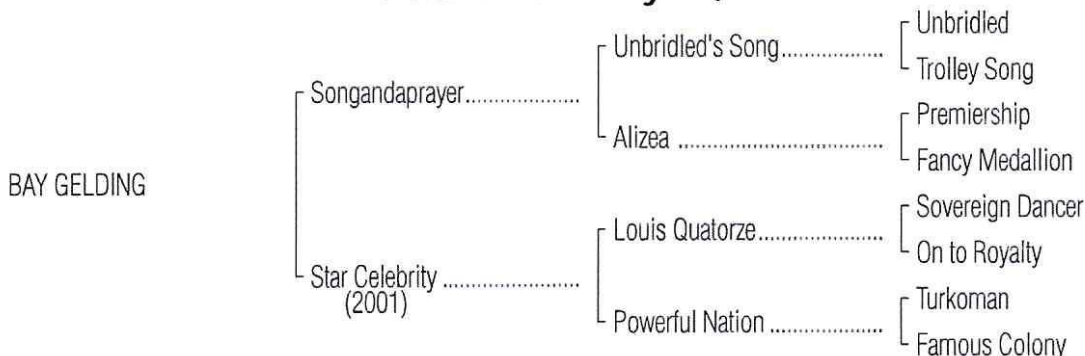 Unbridled
Unbridled's Song..................
Trolley Song
Songandaprayer....................
Premiership
Alizea ................................
Fancy Medallion
BAY GELDING
Sovereign Dancer
Louis Quatorze......................
On to Royalty
Star Celebrity ........................
(2001)
Turkoman
Powerful Nation ....................
Famous Colony